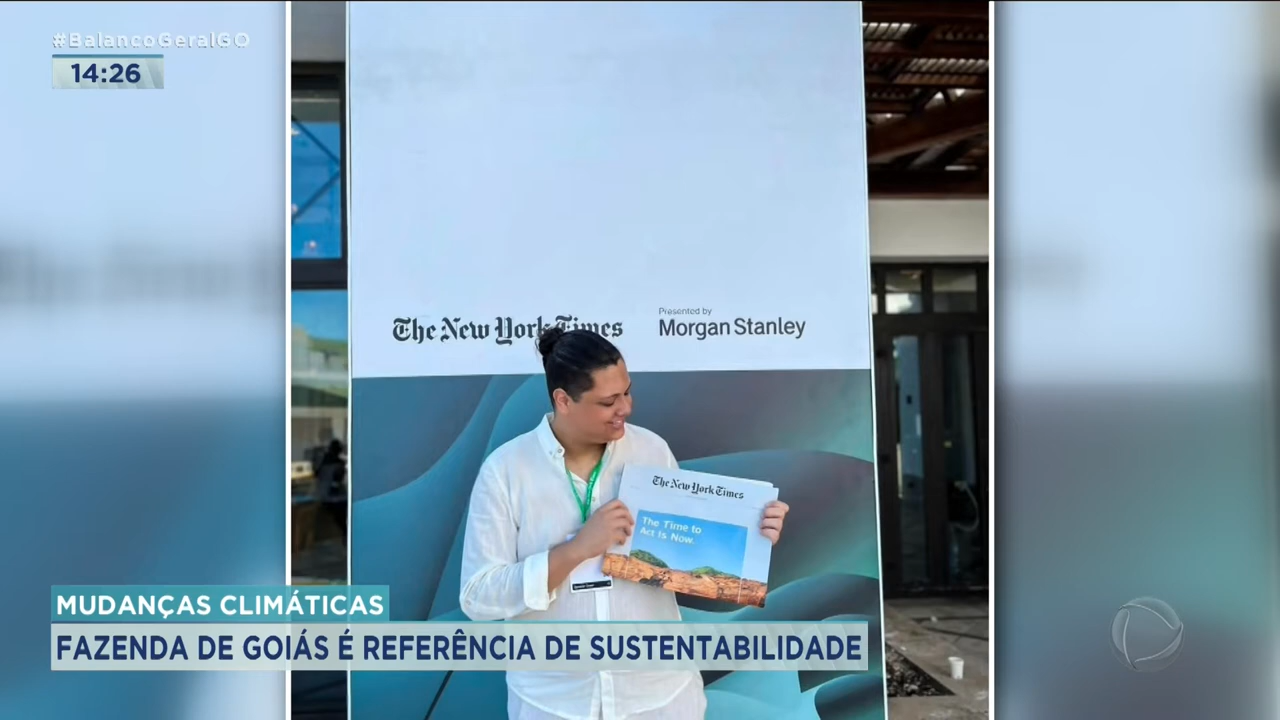 #BalancoGeralGO
14:26
The New York Times
Presented by
Morgan Stanley
The New York Times
The Time to
Act Is Now.
MUDANÇAS CLIMÁTICAS
FAZENDA DE GOIÁS É REFERÊNCIA DE SUSTENTABILIDADE